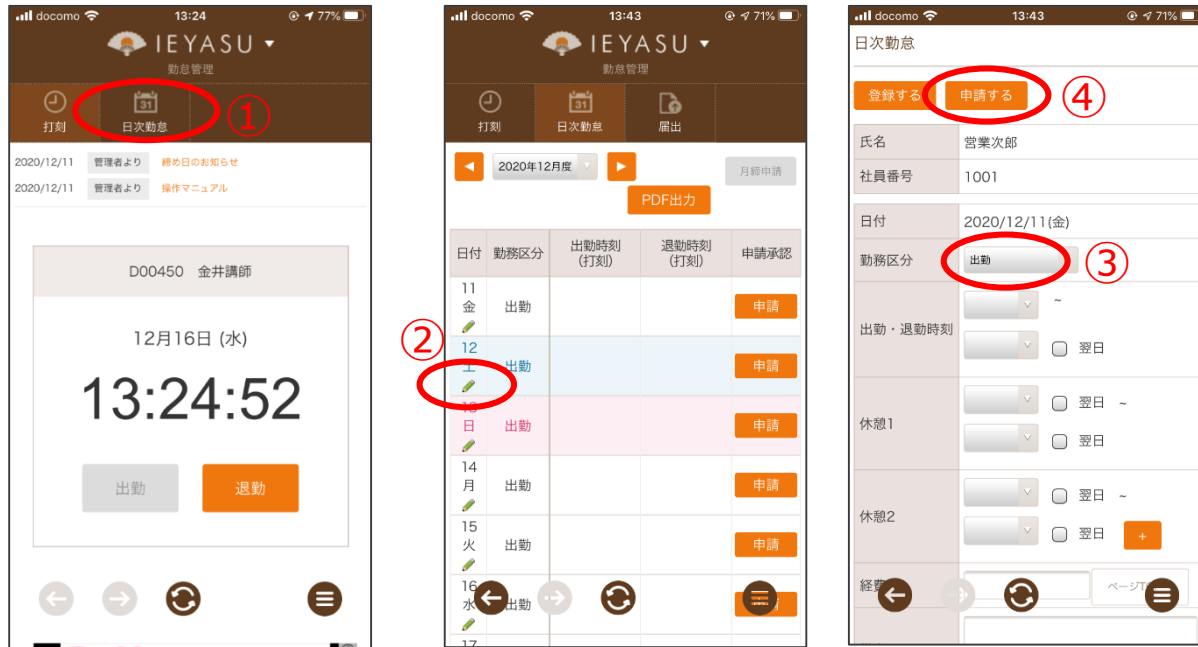 docomo 13:24 77%
IEYASU ▼
勤怠管理
打刻 日次勤怠
①
2020/12/11 管理者より 締め日のお知らせ
2020/12/11 管理者より 操作マニュアル
D00450 金井講師
12月16日 (水)
13:24:52
出勤 退勤
docomo 13:43 71%
IEYASU ▼
勤怠管理
打刻 31 日次勤怠 届出
2020年12月度 月締申請
PDF出力
日付 勤務区分 出勤時刻(打刻) 退勤時刻(打刻) 申請承認
11 金 出勤 申請
②
12 土 出勤 申請
日 出勤 申請
14 月 出勤 申請
15 火 出勤 申請
16 水 出勤
docomo 13:43 71%
日次勤怠
登録する 申請する ④
氏名 営業次郎
社員番号 1001
日付 2020/12/11(金)
勤務区分 出勤 ③
出勤・退勤時刻 ~
翌日
休憩1 翌日 ~
翌日
休憩2 翌日 ~
翌日 +